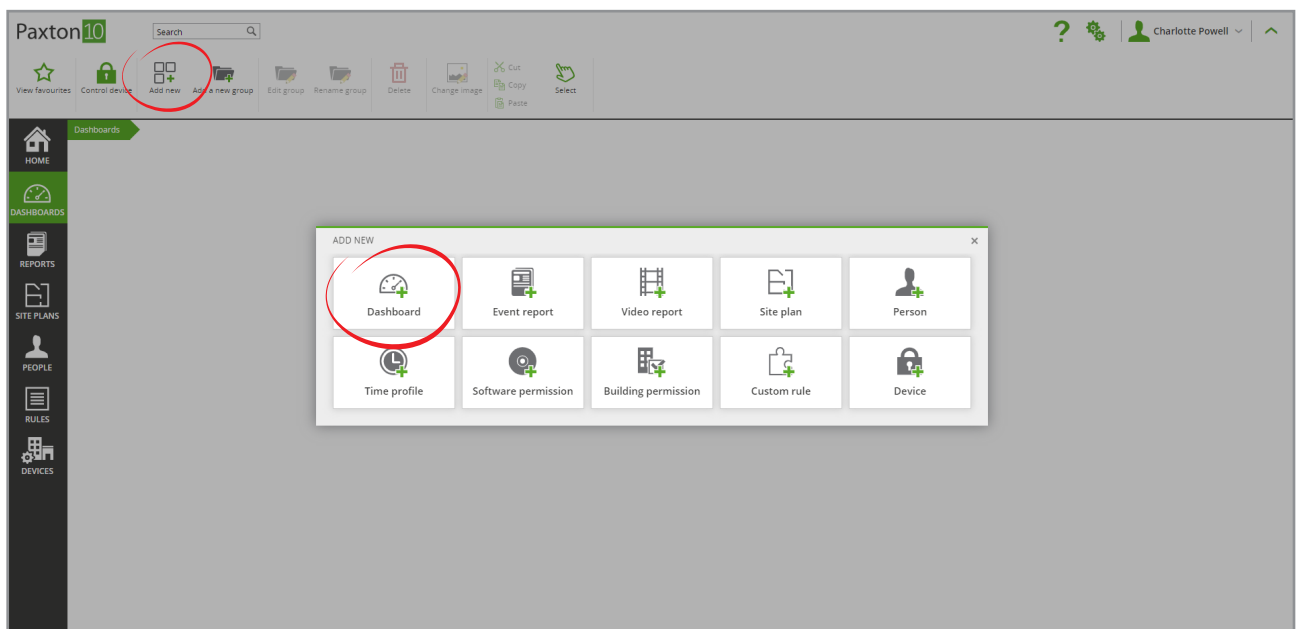 Paxton10
Search
Charlotte Powell
View favourites
Control device
Add new
Add a new group
Edit group
Rename group
Delete
Change image
Cut
Copy
Paste
Select
Dashboards
HOME
DASHBOARDS
REPORTS
SITE PLANS
PEOPLE
RULES
DEVICES
ADD NEW
Dashboard
Event report
Video report
Site plan
Person
Time profile
Software permission
Building permission
Custom rule
Device